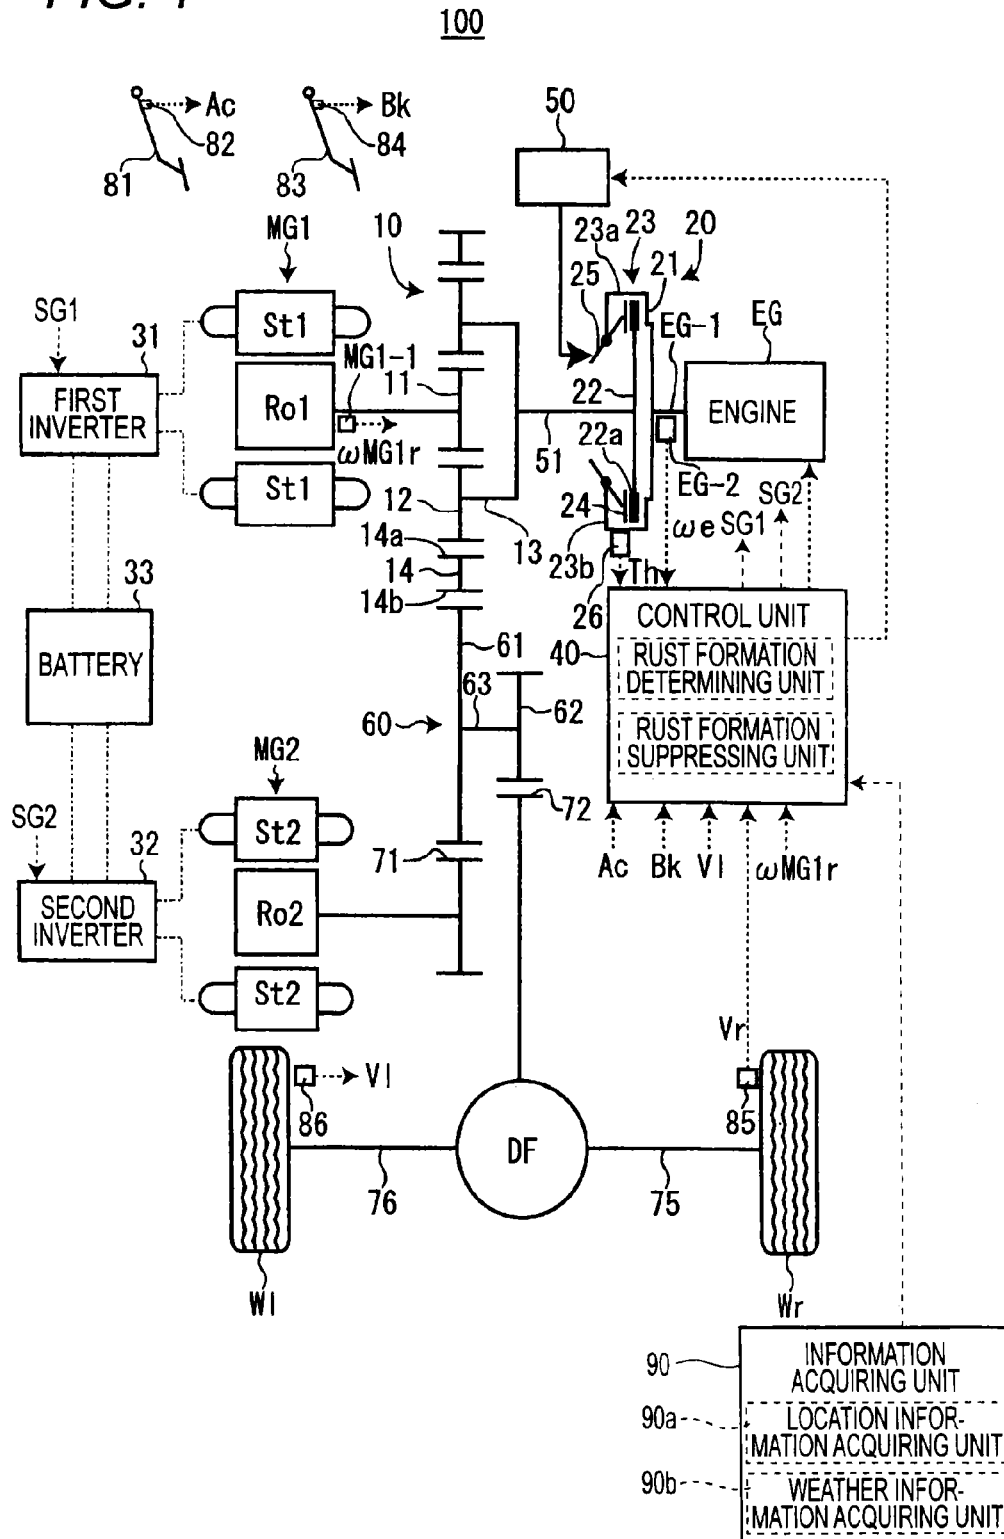 FIG. 1
100
Ac
82
81
Bk
84
83
50
MG1
10
23a
23
20
25
21
SG1
31
St1
EG-1
EG
MG1-1
11
22
FIRST
INVERTER
Ro1
ENGINE
ωMG1r
51
22a
St1
EG-2
SG2
12
24
ωe
SG1
14a
13
23b
33
14
Th
14b
26
CONTROL UNIT
BATTERY
61
40
RUST FORMATION
DETERMINING UNIT
63
62
60
RUST FORMATION
SUPPRESSING UNIT
MG2
SG2
72
32
St2
71
Ac
Bk
Vl
ωMG1r
SECOND
INVERTER
Ro2
St2
Vr
Vl
86
85
DF
76
75
Wl
Wr
90
INFORMATION
ACQUIRING UNIT
90a
LOCATION INFOR-
MATION ACQUIRING UNIT
90b
WEATHER INFOR-
MATION ACQUIRING UNIT